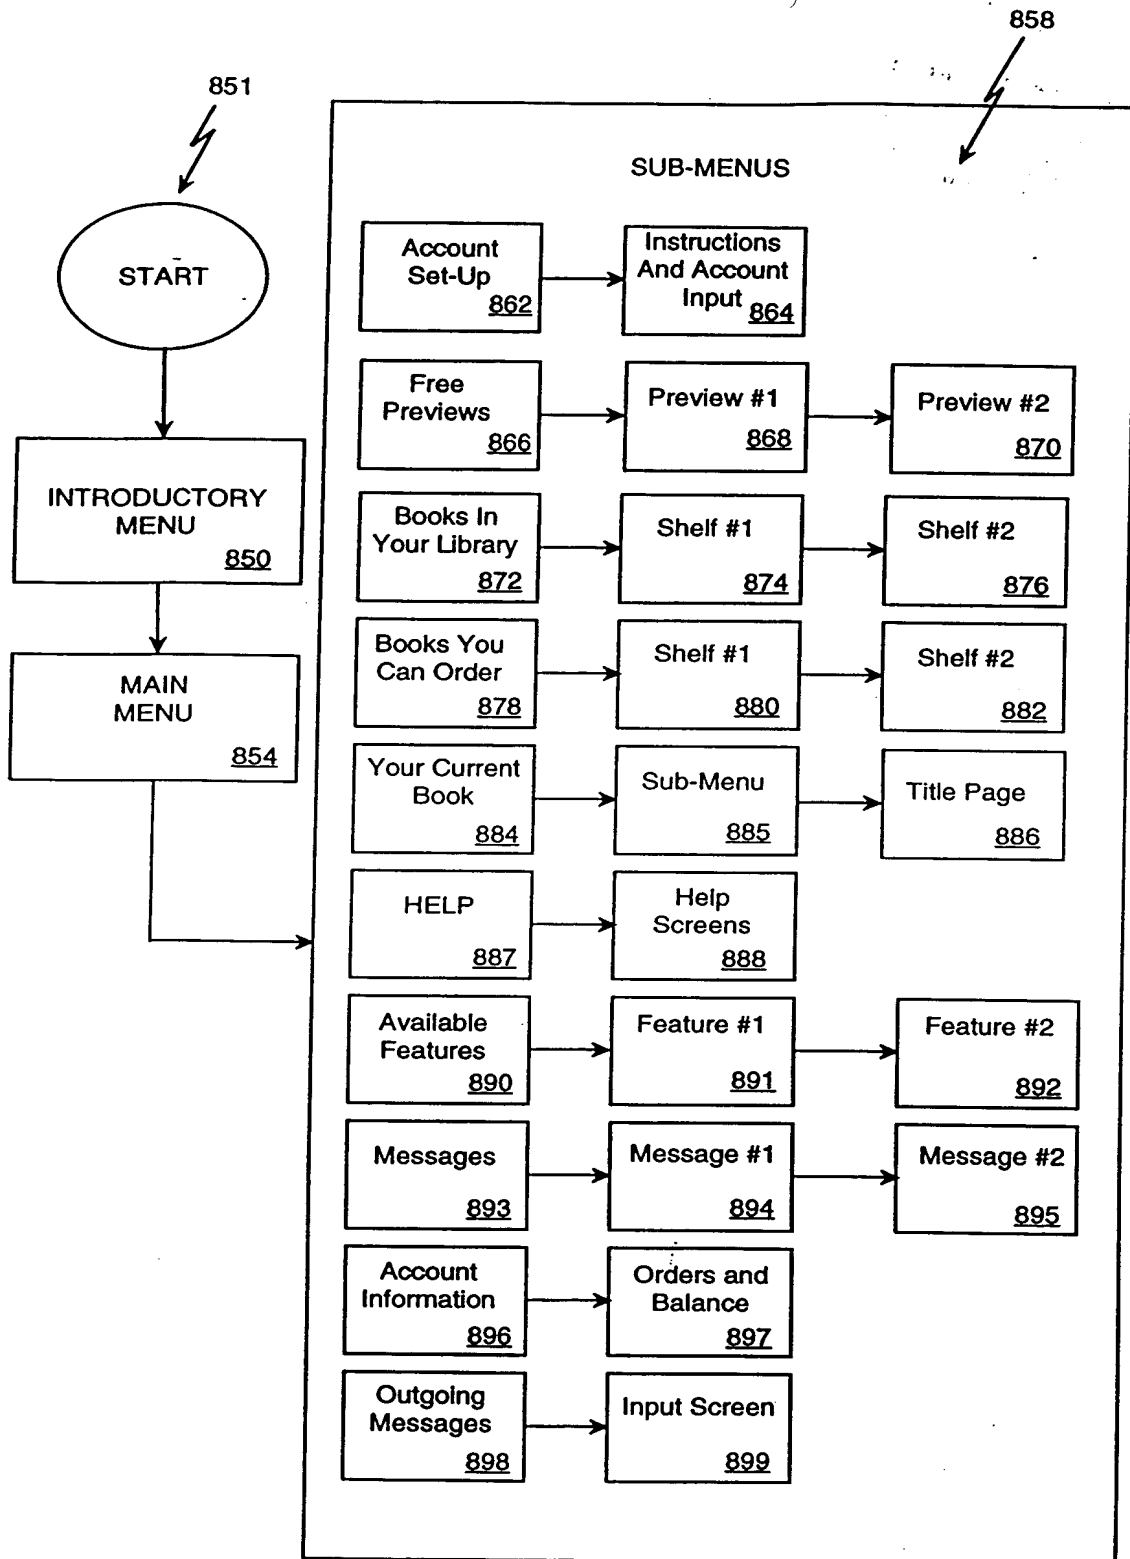 858
851
SUB-MENUS
START
Account
Set-Up
862
Instructions
And Account
Input
864
Free
Previews
866
Preview #1
868
Preview #2
870
INTRODUCTORY
MENU
850
Books In
Your Library
872
Shelf #1
874
Shelf #2
876
MAIN
MENU
854
Books You
Can Order
878
Shelf #1
880
Shelf #2
882
Your Current
Book
884
Sub-Menu
885
Title Page
886
HELP
887
Help
Screens
888
Available
Features
890
Feature #1
891
Feature #2
892
Messages
893
Message #1
894
Message #2
895
Account
Information
896
Orders and
Balance
897
Outgoing
Messages
898
Input Screen
899